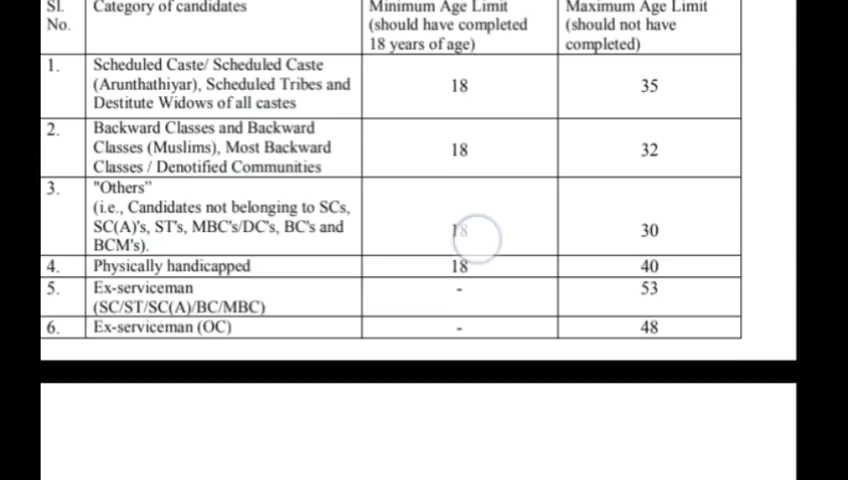 Sl. No.
Category of candidates
Minimum Age Limit
(should have completed
18 years of age)
Maximum Age Limit
(should not have
completed)
1.
Scheduled Caste/ Scheduled Caste
(Arunthathiyar), Scheduled Tribes and
Destitute Widows of all castes
18
35
2.
Backward Classes and Backward
Classes (Muslims), Most Backward
Classes / Denotified Communities
18
32
3.
"Others"
(i.e., Candidates not belonging to SCs,
SC(A)'s, ST's, MBC's/DC's, BC's and
BCM's).
18
30
4.
Physically handicapped
18
40
5.
Ex-serviceman
(SC/ST/SC(A)/BC/MBC)
-
53
6.
Ex-serviceman (OC)
-
48